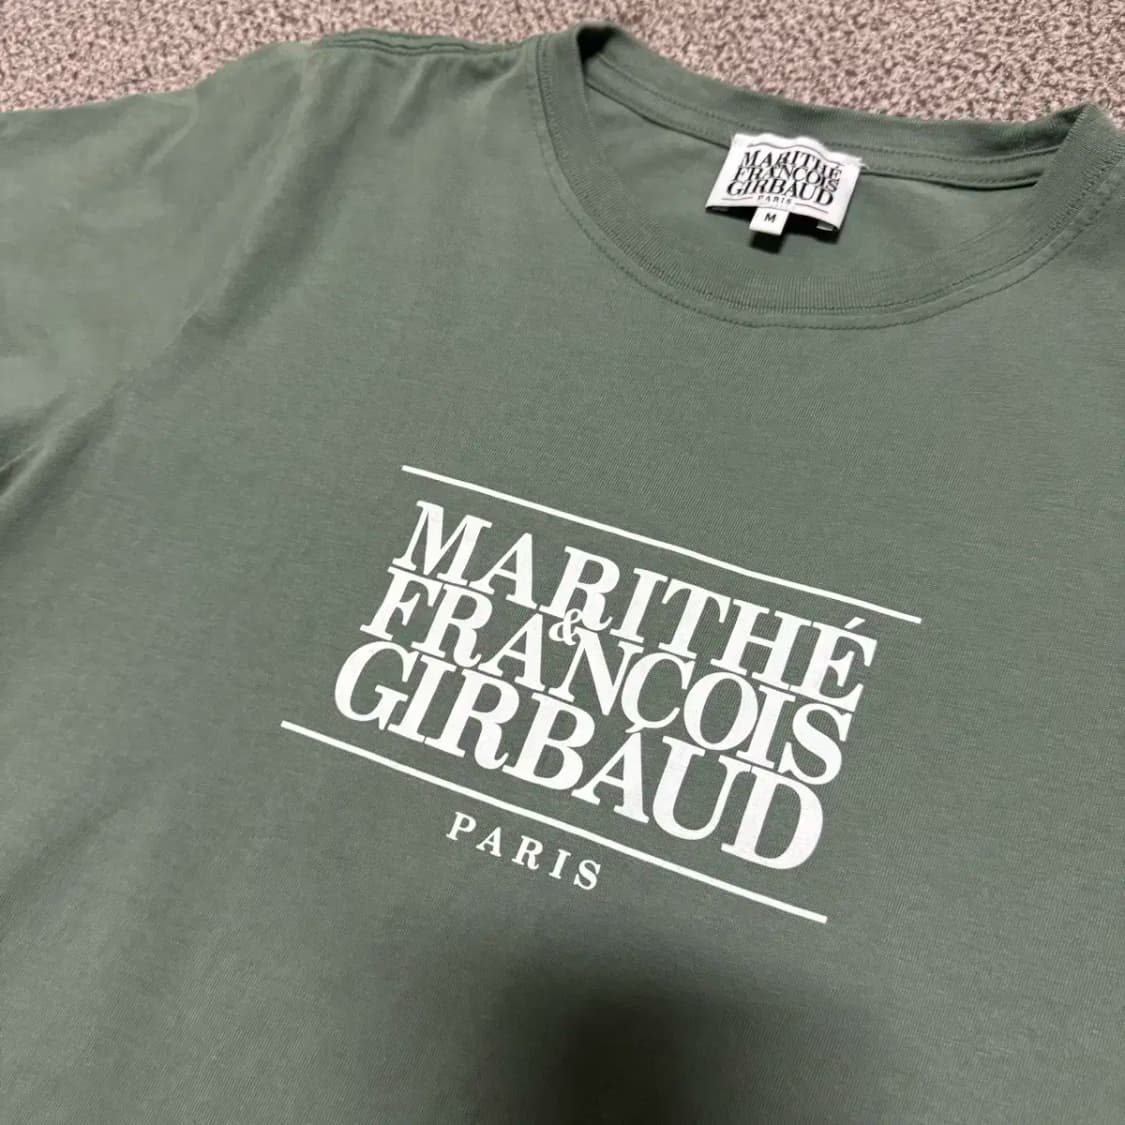 MARITHÉ
FRANÇOIS
GIRBAUD
PARIS
M
MARITHÉ
&
FRANÇOIS
GIRBAUD
PARIS